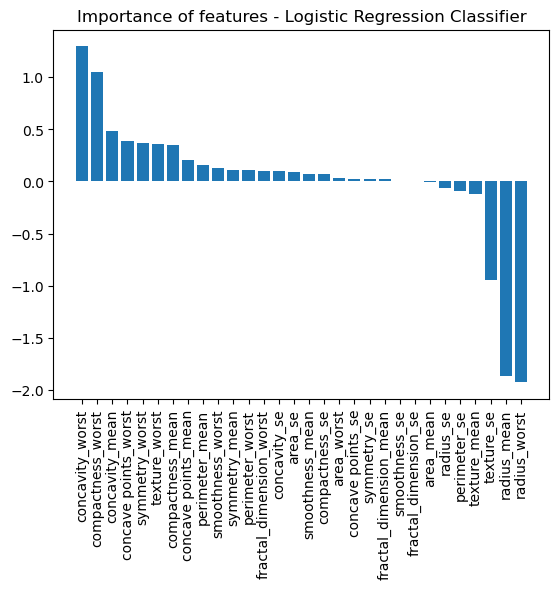 Importance of features - Logistic Regression Classifier
1.0
0.5
0.0
-0.5
-1.0
-1.5
-2.0
concavity_worst
compactness_worst
concavity_mean
concave points_worst
symmetry_worst
texture_worst
compactness_mean
concave points_mean
perimeter_mean
smoothness_worst
symmetry_mean
perimeter_worst
fractal_dimension_worst
concavity_se
area_se
smoothness_mean
compactness_se
area_worst
concave points_se
symmetry_se
fractal_dimension_mean
smoothness_se
fractal_dimension_se
area_mean
radius_se
perimeter_se
texture_mean
texture_se
radius_mean
radius_worst